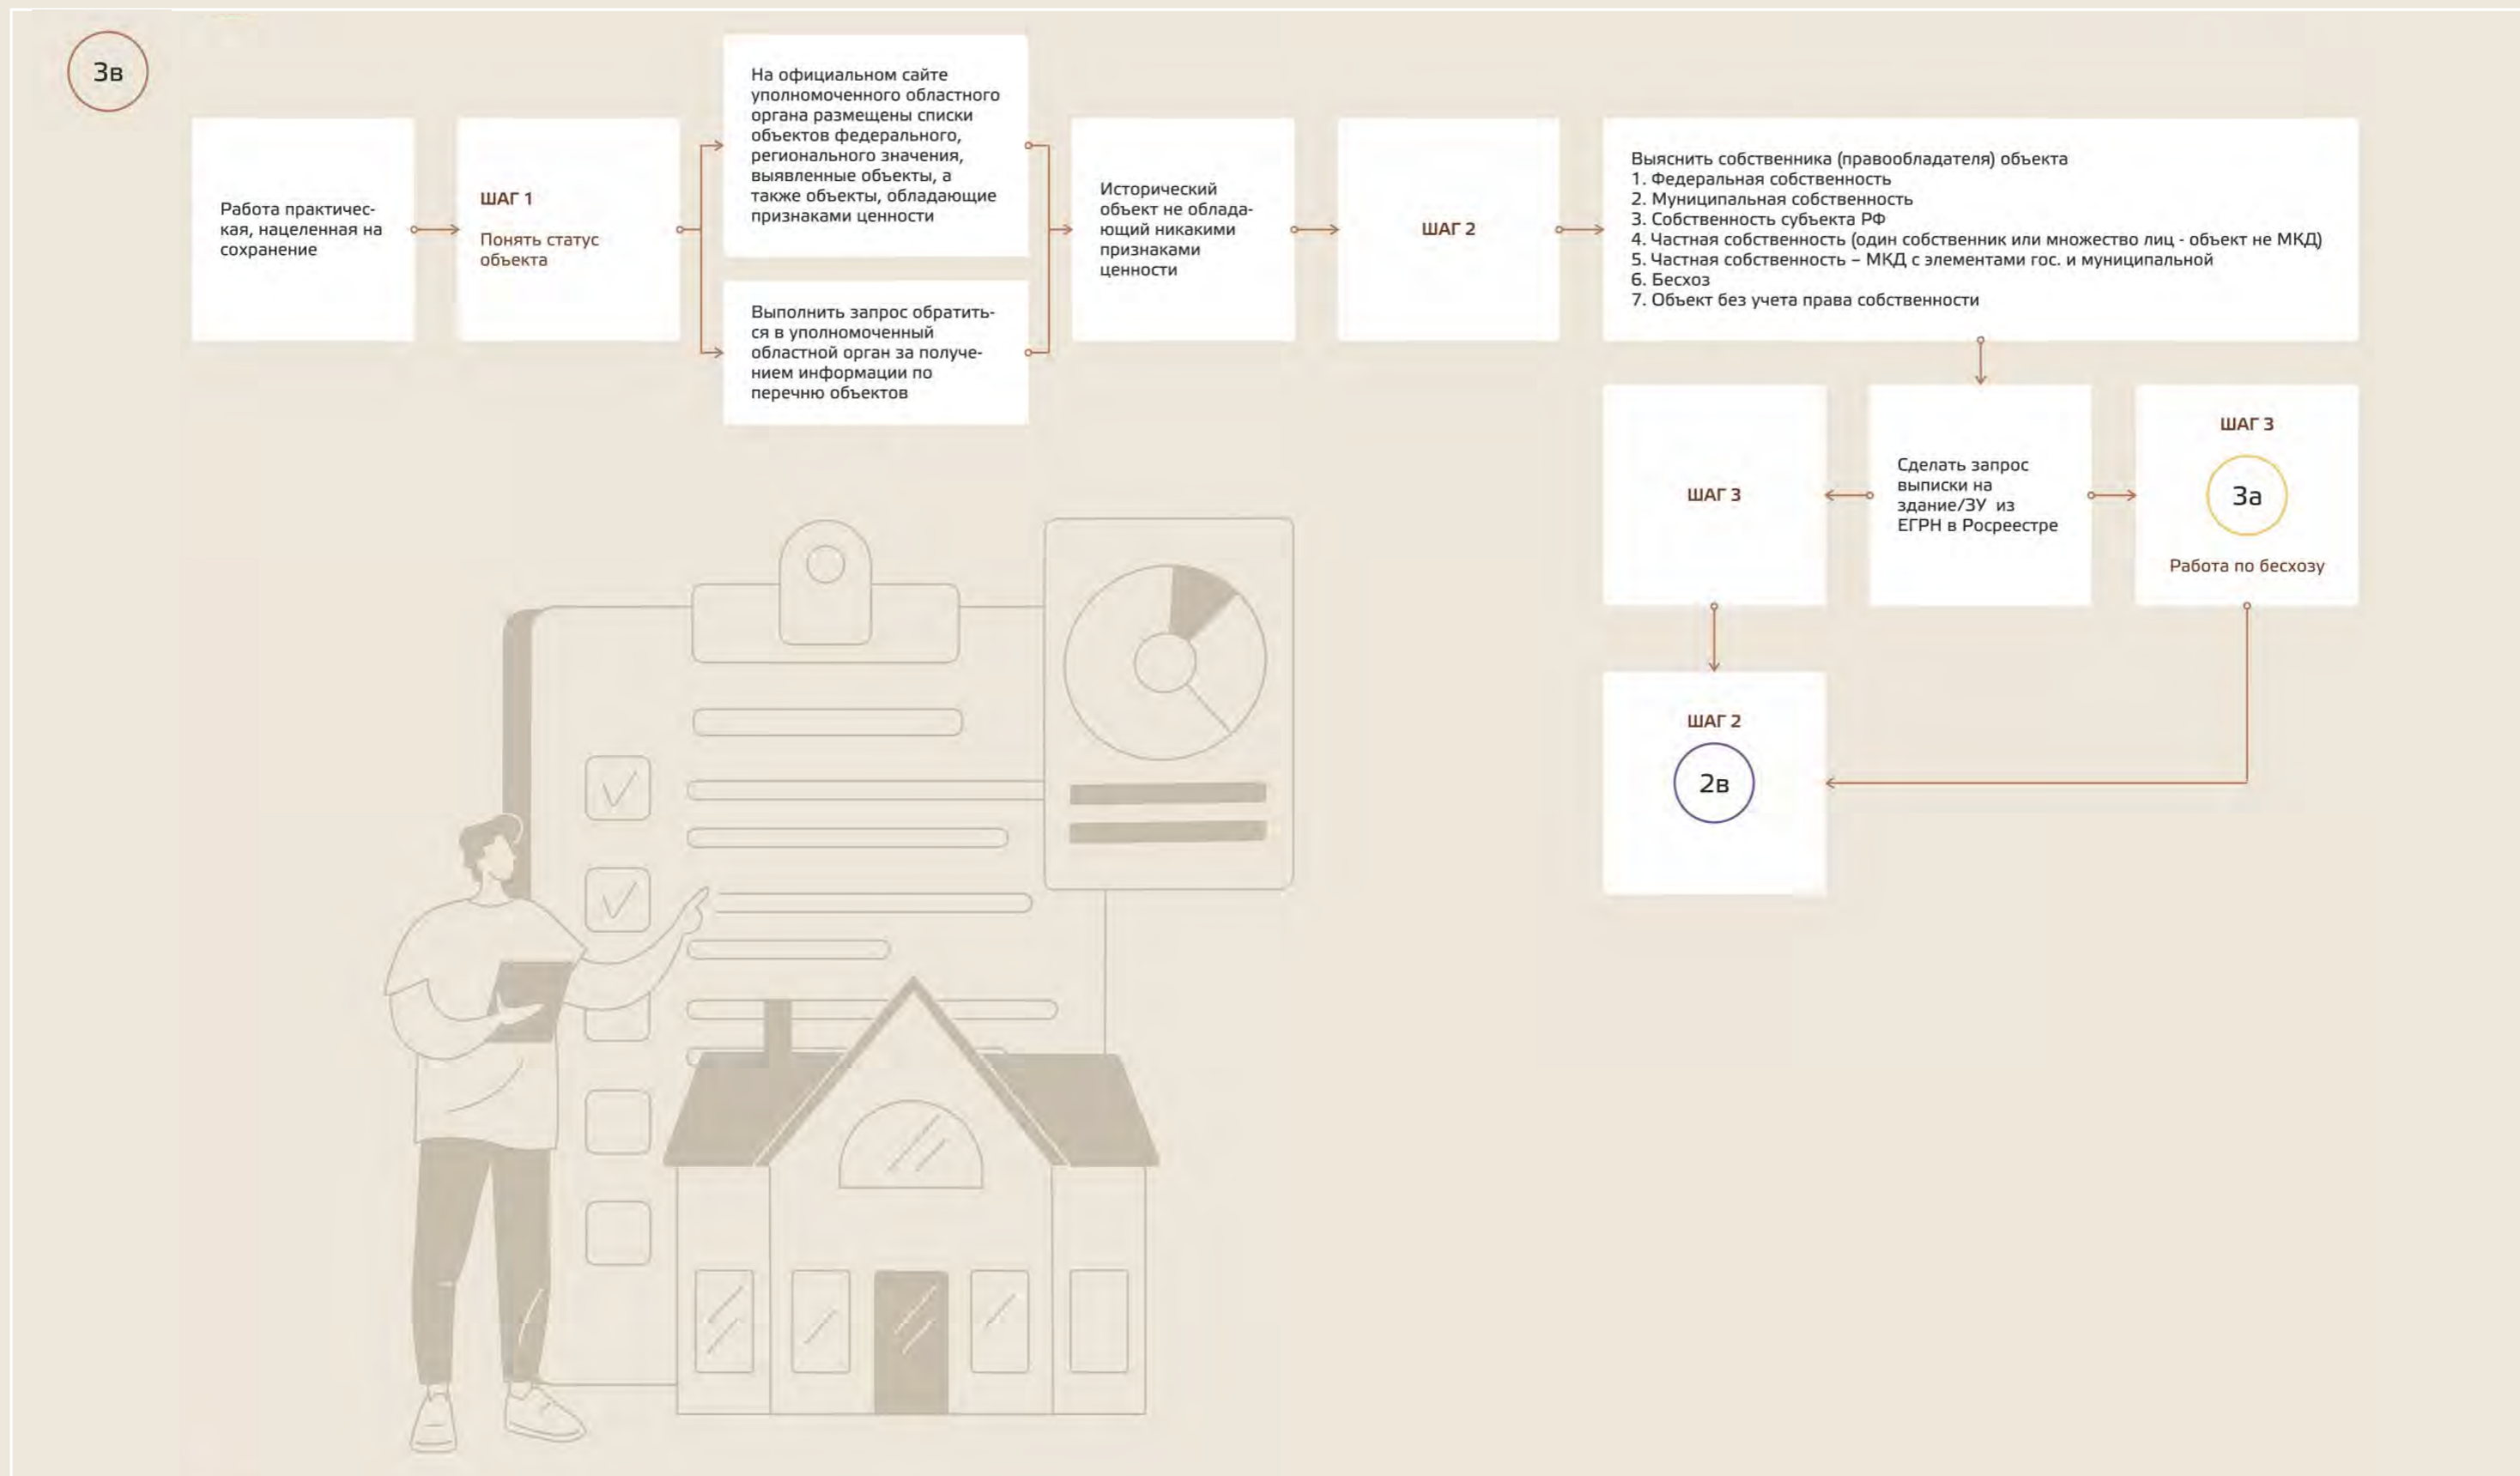 3в
Работа практичес-
кая, нацеленная на
сохранение
ШАГ 1
Понять статус
объекта
На официальном сайте
уполномоченного областного
органа размещены списки
объектов федерального,
регионального значения,
выявленные объекты, а
также объекты, обладающие
признаками ценности
Выполнить запрос обратить-
ся в уполномоченный
областной орган за получе-
нием информации по
перечню объектов
Исторический
объект не облада-
ющий никакими
признаками
ценности
ШАГ 2
Выяснить собственника (правообладателя) объекта
1. Федеральная собственность
2. Муниципальная собственность
3. Собственность субъекта РФ
4. Частная собственность (один собственник или множество лиц - объект не МКД)
5. Частная собственность – МКД с элементами гос. и муниципальной
6. Бесхоз
7. Объект без учета права собственности
ШАГ 3
Сделать запрос
выписки на
здание/ЗУ из
ЕГРН в Росреестре
ШАГ 3
3а
Работа по бесхозу
ШАГ 2
2в